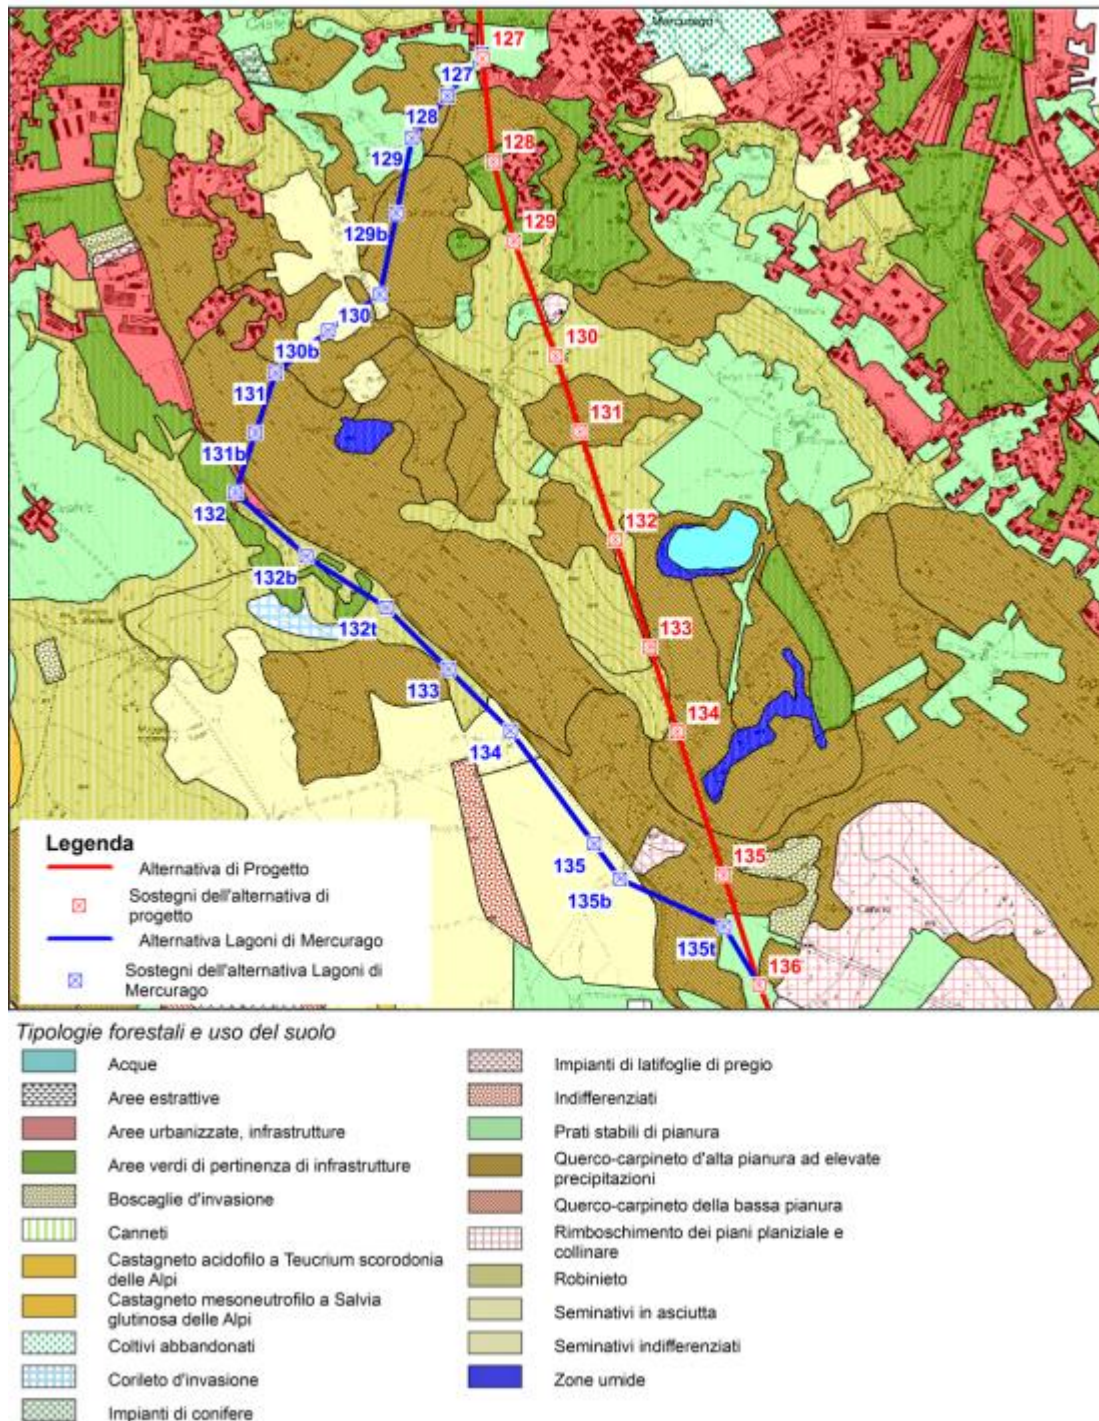 Mercurago
127
127
128
128
129
129
129b
130
130
130b
131
131
131b
132
132
132b
132t
133
133
134
134
135
135
135b
135t
136
Legenda
Alternativa di Progetto
Sostegni dell'alternativa di
progetto
Alternativa Lagoni di Mercurago
Sostegni dell'alternativa Lagoni di
Mercurago
Tipologie forestali e uso del suolo
Acque
Aree estrattive
Aree urbanizzate, infrastrutture
Aree verdi di pertinenza di infrastrutture
Boscaglie d'invasione
Canneti
Castagneto acidofilo a Teucrium scorodonia
delle Alpi
Castagneto mesoneutrofilo a Salvia
glutinosa delle Alpi
Coltivi abbandonati
Corileto d'invasione
Impianti di conifere
Impianti di latifoglie di pregio
Indifferenziati
Prati stabili di pianura
Querco-carpineto d'alta pianura ad elevate
precipitazioni
Querco-carpineto della bassa pianura
Rimboschimento dei piani planiziale e
collinare
Robinieto
Seminativi in asciutta
Seminativi indifferenziati
Zone umide